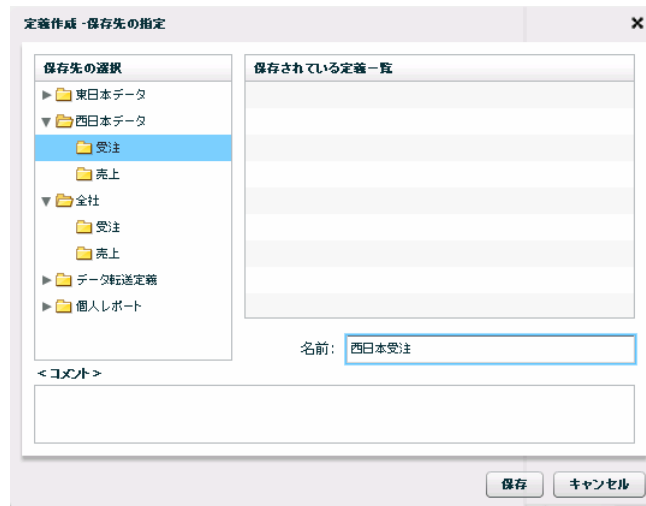 定義作成 -保存先の指定
保存先の選択
保存されている定義一覧
東日本データ
西日本データ
受注
売上
全社
受注
売上
データ転送定義
個人レポート
名前: 西日本受注
<コメント>
保存 キャンセル